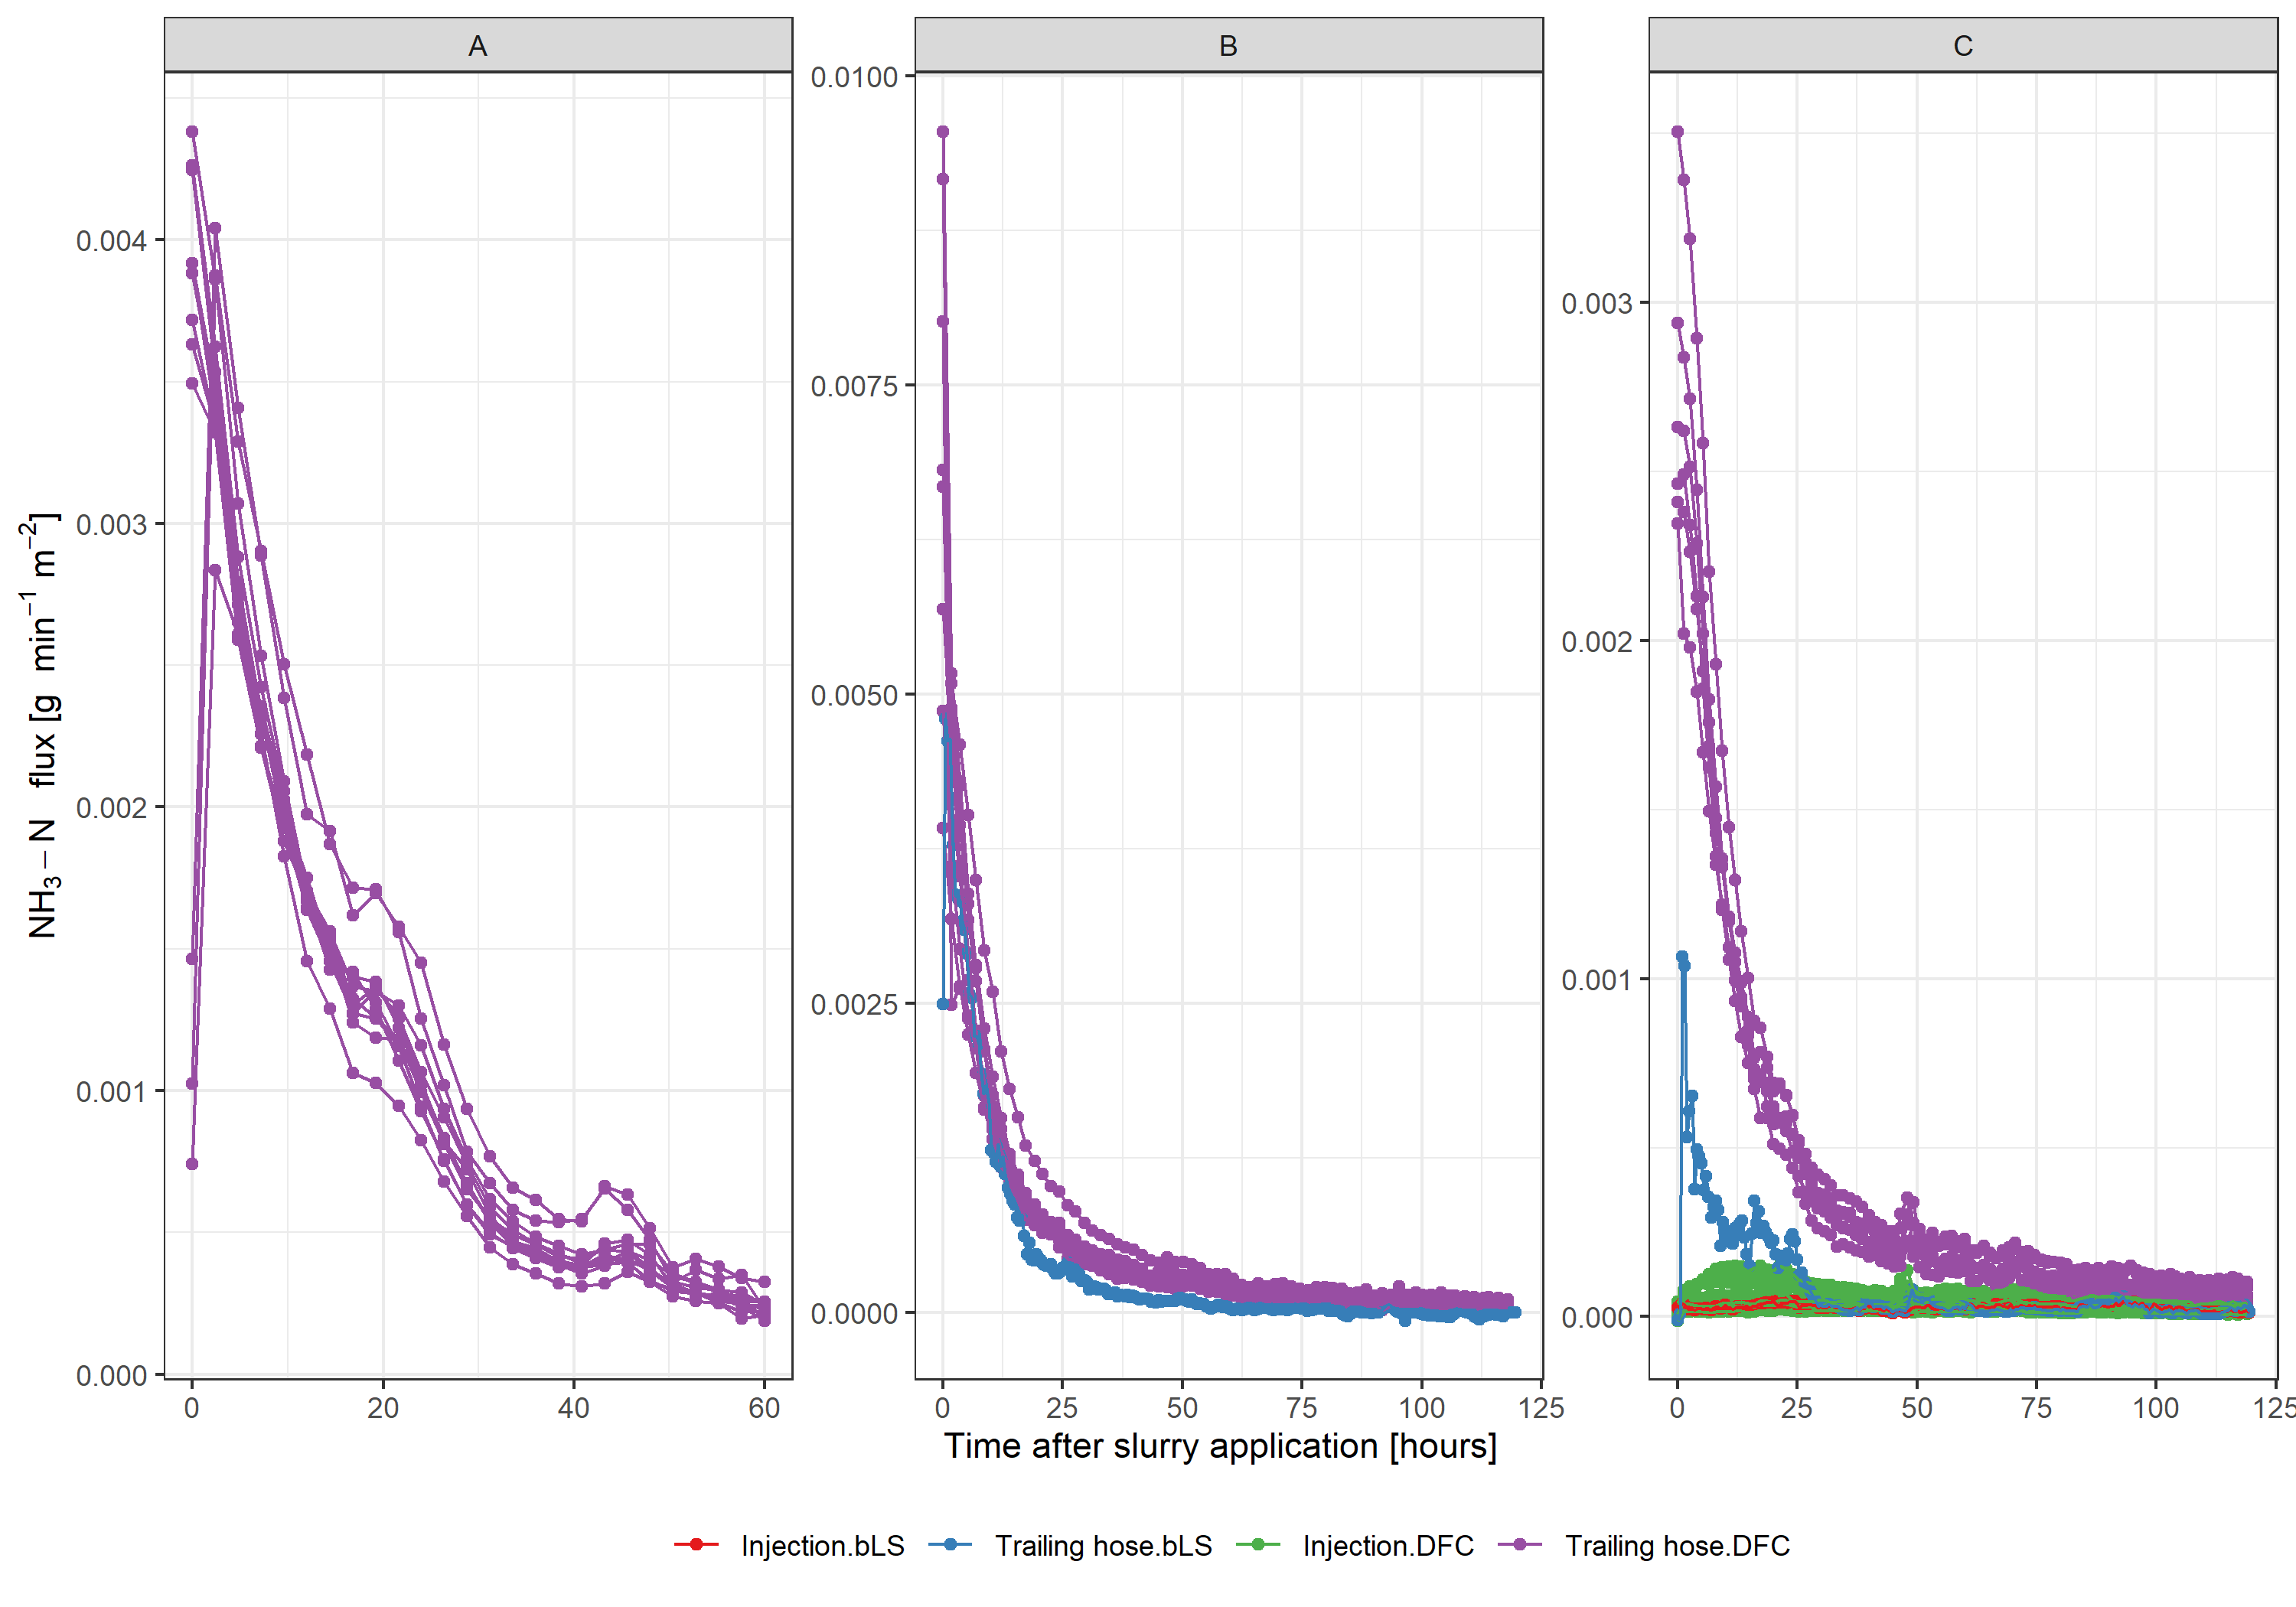 A
B
C
NH₃ − N flux [g min⁻¹ m⁻²]
0.004
0.003
0.002
0.001
0.000
0.0100
0.0075
0.0050
0.0025
0.0000
0.003
0.002
0.001
0.000
0 20 40 60
0 25 50 75 100 125
0 25 50 75 100 125
Time after slurry application [hours]
Injection.bLS Trailing hose.bLS Injection.DFC Trailing hose.DFC